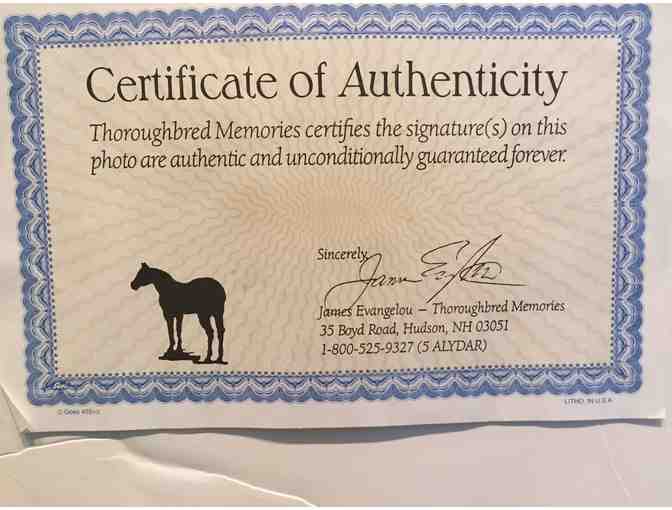 Certificate of Authenticity
Thoroughbred Memories certifies the signature(s) on this
photo are authentic and unconditionally guaranteed forever.
Sincerely,
James Evangelou – Thoroughbred Memories
35 Boyd Road, Hudson, NH 03051
1-800-525-9327 (5 ALYDAR)
LITHO. IN U.S.A.
© Goes